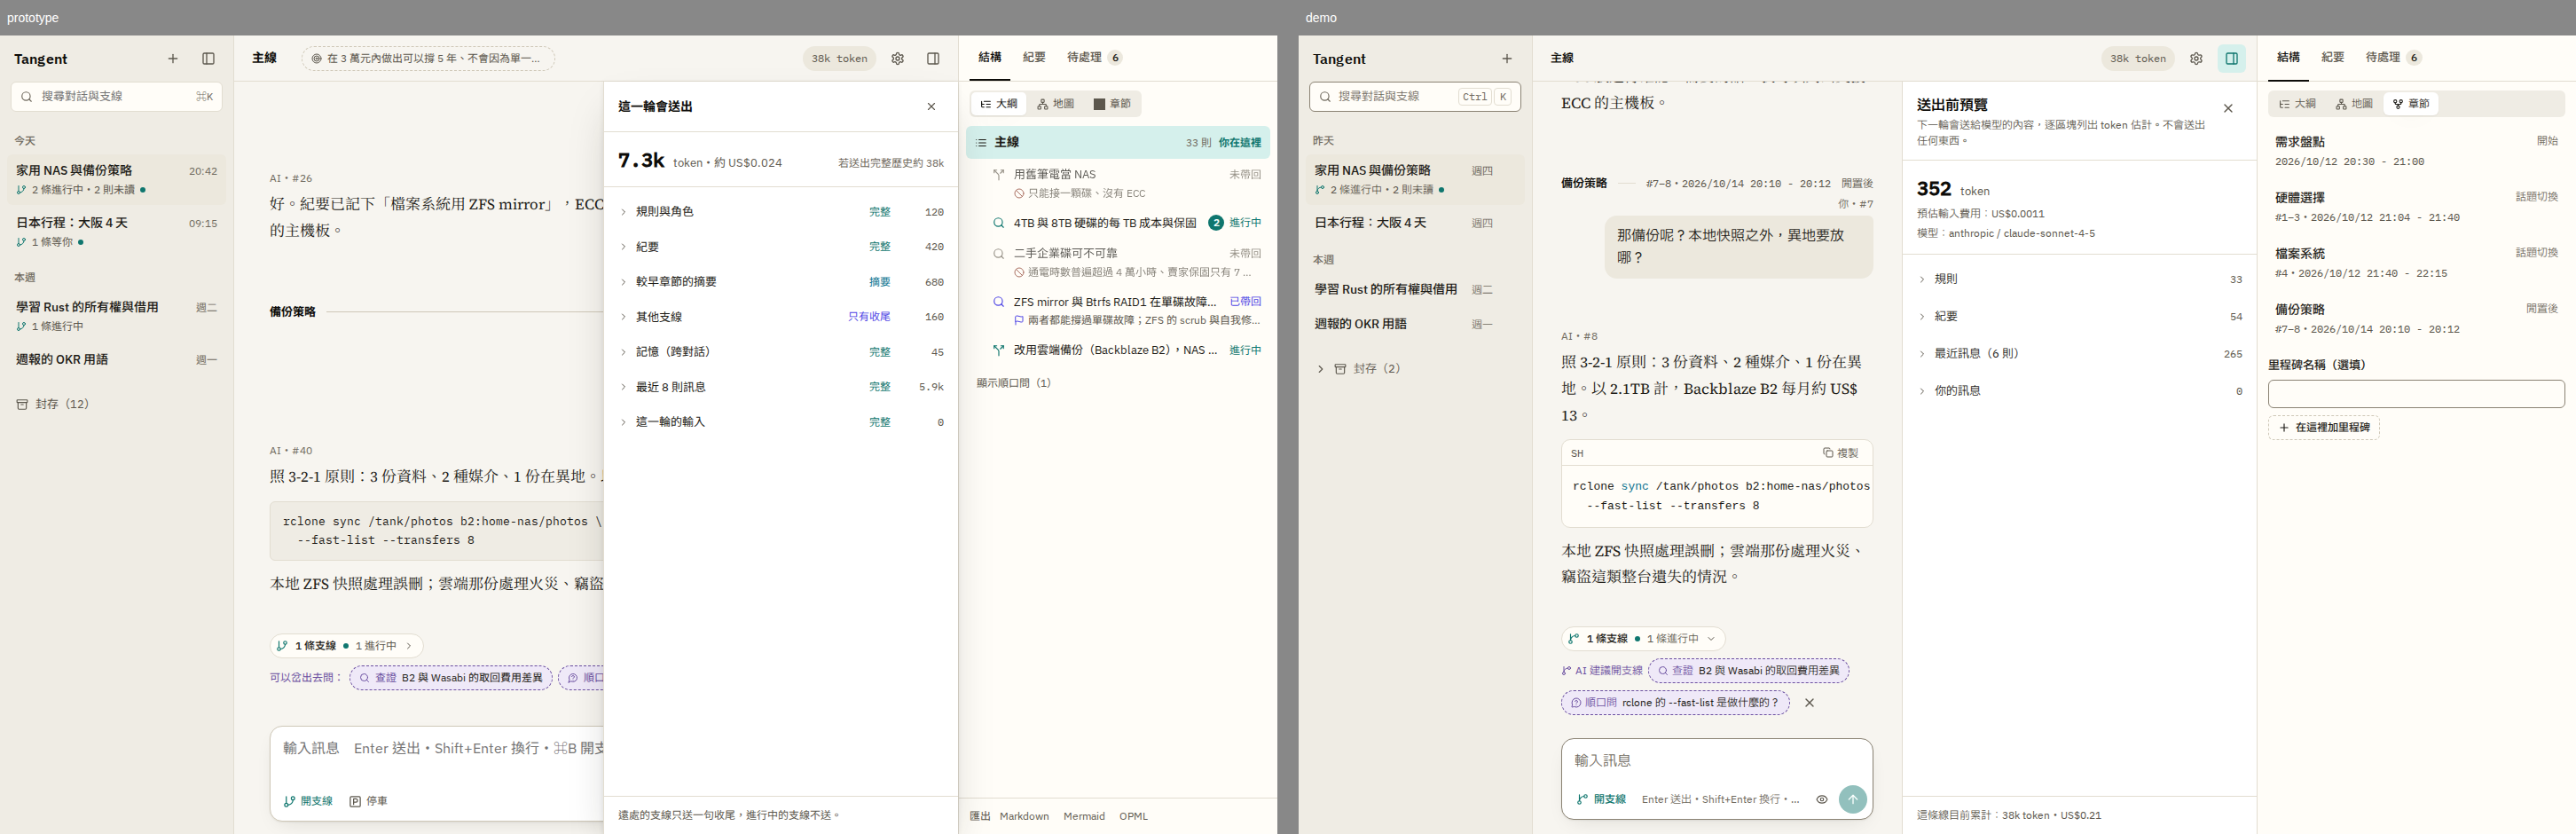 prototype
Tangent
搜尋對話與支線 ⌘K
今天
家用 NAS 與備份策略 20:42
2 條進行中・2 則未讀
日本行程：大阪 4 天 09:15
1 條等你
本週
學習 Rust 的所有權與借用 週二
1 條進行中
週報的 OKR 用語 週一
封存（12）
主線 在 3 萬元內做出可以撐 5 年、不會因為單一... 38k token
AI・#26
好。紀要已記下「檔案系統用 ZFS mirror」，ECC
的主機板。
備份策略
AI・#40
照 3-2-1 原則：3 份資料、2 種媒介、1 份在異地。
rclone sync /tank/photos b2:home-nas/photos \
--fast-list --transfers 8
本地 ZFS 快照處理誤刪；雲端那份處理火災、竊盜
1 條支線 1 進行中
可以岔出去問： 查證 B2 與 Wasabi 的取回費用差異 順口
輸入訊息 Enter 送出・Shift+Enter 換行・⌘B 開支
開支線 停車
這一輪會送出
7.3k token・約 US$0.024 若送出完整歷史約 38k
規則與角色 完整 120
紀要 完整 420
較早章節的摘要 摘要 680
其他支線 只有收尾 160
記憶（跨對話） 完整 45
最近 8 則訊息 完整 5.9k
這一輪的輸入 完整 0
遠處的支線只送一句收尾，進行中的支線不送。
結構 紀要 待處理 6
大綱 地圖 章節
主線 33 則 你在這裡
用舊筆電當 NAS 未帶回
只能接一顆碟、沒有 ECC
4TB 與 8TB 硬碟的每 TB 成本與保固 2 進行中
二手企業碟可不可靠 未帶回
通電時數普遍超過 4 萬小時、賣家保固只有 7 ...
ZFS mirror 與 Btrfs RAID1 在單碟故障... 已帶回
兩者都能撐過單碟故障；ZFS 的 scrub 與自我修...
改用雲端備份（Backblaze B2），NAS ... 進行中
顯示順口問（1）
匯出 Markdown Mermaid OPML
demo
Tangent
搜尋對話與支線 Ctrl K
昨天
家用 NAS 與備份策略 週四
2 條進行中・2 則未讀
日本行程：大阪 4 天 週四
本週
學習 Rust 的所有權與借用 週二
週報的 OKR 用語 週一
封存（2）
主線 38k token
ECC 的主機板。
備份策略 #7–8・2026/10/14 20:10 - 20:12 閒置後
你・#7
那備份呢？本地快照之外，異地要放
哪？
AI・#8
照 3-2-1 原則：3 份資料、2 種媒介、1 份在異
地。以 2.1TB 計，Backblaze B2 每月約 US$
13。
SH 複製
rclone sync /tank/photos b2:home-nas/photos
--fast-list --transfers 8
本地 ZFS 快照處理誤刪；雲端那份處理火災、
竊盜這類整台遺失的情況。
1 條支線 1 條進行中
AI 建議開支線 查證 B2 與 Wasabi 的取回費用差異
順口問 rclone 的 --fast-list 是做什麼的？
輸入訊息
開支線 Enter 送出・Shift+Enter 換行・...
送出前預覽
下一輪會送給模型的內容，逐區塊列出 token 估計。不會送出
任何東西。
352 token
預估輸入費用：US$0.0011
模型：anthropic / claude-sonnet-4-5
規則 33
紀要 54
最近訊息（6 則） 265
你的訊息 0
這條線目前累計：38k token・US$0.21
結構 紀要 待處理 6
大綱 地圖 章節
需求盤點 開始
2026/10/12 20:30 - 21:00
硬體選擇 話題切換
#1–3・2026/10/12 21:04 - 21:40
檔案系統 話題切換
#4・2026/10/12 21:40 - 22:15
備份策略 閒置後
#7–8・2026/10/14 20:10 - 20:12
里程碑名稱（選填）
在這裡加里程碑